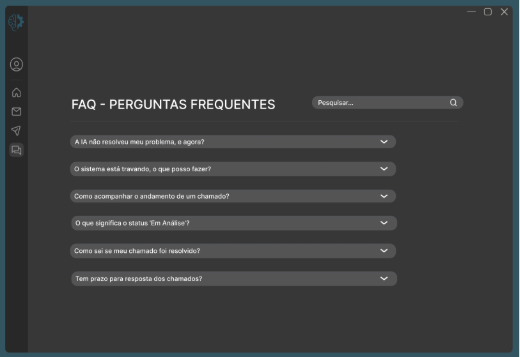 FAQ - PERGUNTAS FREQUENTES
Pesquisar...
A IA não resolveu meu problema, e agora?
O sistema está travando, o que posso fazer?
Como acompanhar o andamento de um chamado?
O que significa o status 'Em Análise'?
Como sei se meu chamado foi resolvido?
Tem prazo para resposta dos chamados?